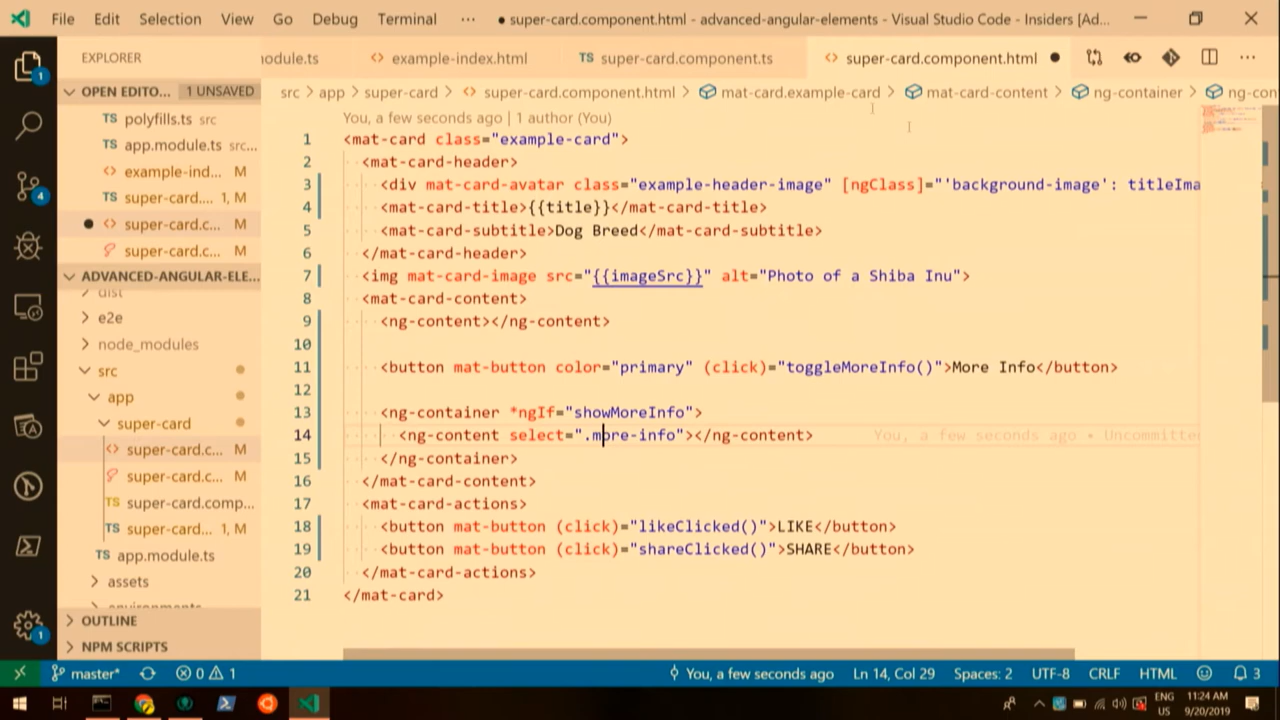 File Edit Selection View Go Debug Terminal ··· ● super-card.component.html - advanced-angular-elements - Visual Studio Code - Insiders [Ad...
EXPLORER
odule.ts example-index.html TS super-card.component.ts super-card.component.html
OPEN EDITO... 1 UNSAVED
src > app > super-card > super-card.component.html > mat-card.example-card > mat-card-content > ng-container > ng-con
polyfills.ts src
TS
app.module.ts src...
TS
example-ind... M
super-card.... 1, M
TS
super-card.c... M
super-card.c... M
ADVANCED-ANGULAR-ELE...
dist
e2e
node_modules
src
app
super-card
super-card.c... M
super-card.c... M
TS super-card.comp...
TS super-card... 1, M
TS app.module.ts
assets
environments
OUTLINE
NPM SCRIPTS
You, a few seconds ago | 1 author (You)
1 <mat-card class="example-card">
2 <mat-card-header>
3 <div mat-card-avatar class="example-header-image" [ngClass]="'background-image': titleIma
4 <mat-card-title>{{title}}</mat-card-title>
5 <mat-card-subtitle>Dog Breed</mat-card-subtitle>
6 </mat-card-header>
7 <img mat-card-image src="{{imageSrc}}" alt="Photo of a Shiba Inu">
8 <mat-card-content>
9 <ng-content></ng-content>
10
11 <button mat-button color="primary" (click)="toggleMoreInfo()">More Info</button>
12
13 <ng-container *ngIf="showMoreInfo">
14 <ng-content select=".more-info"></ng-content> You, a few seconds ago • Uncommitte
15 </ng-container>
16 </mat-card-content>
17 <mat-card-actions>
18 <button mat-button (click)="likeClicked()">LIKE</button>
19 <button mat-button (click)="shareClicked()">SHARE</button>
20 </mat-card-actions>
21 </mat-card>
1
4
1
master* 0 1 You, a few seconds ago Ln 14, Col 29 Spaces: 2 UTF-8 CRLF HTML 3
ENG
US
11:24 AM
9/20/2019